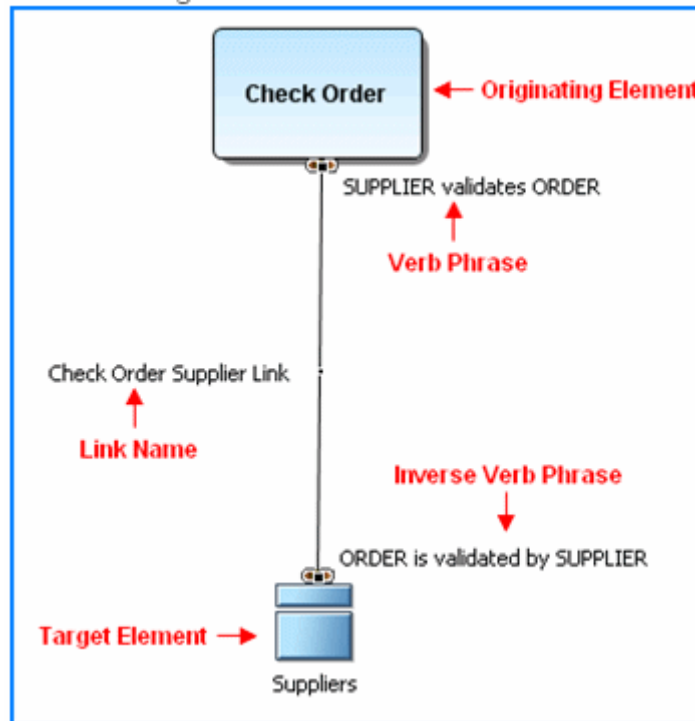 Check Order
Originating Element
SUPPLIER validates ORDER
Verb Phrase
Check Order Supplier Link
Link Name
Inverse Verb Phrase
ORDER is validated by SUPPLIER
Target Element
Suppliers